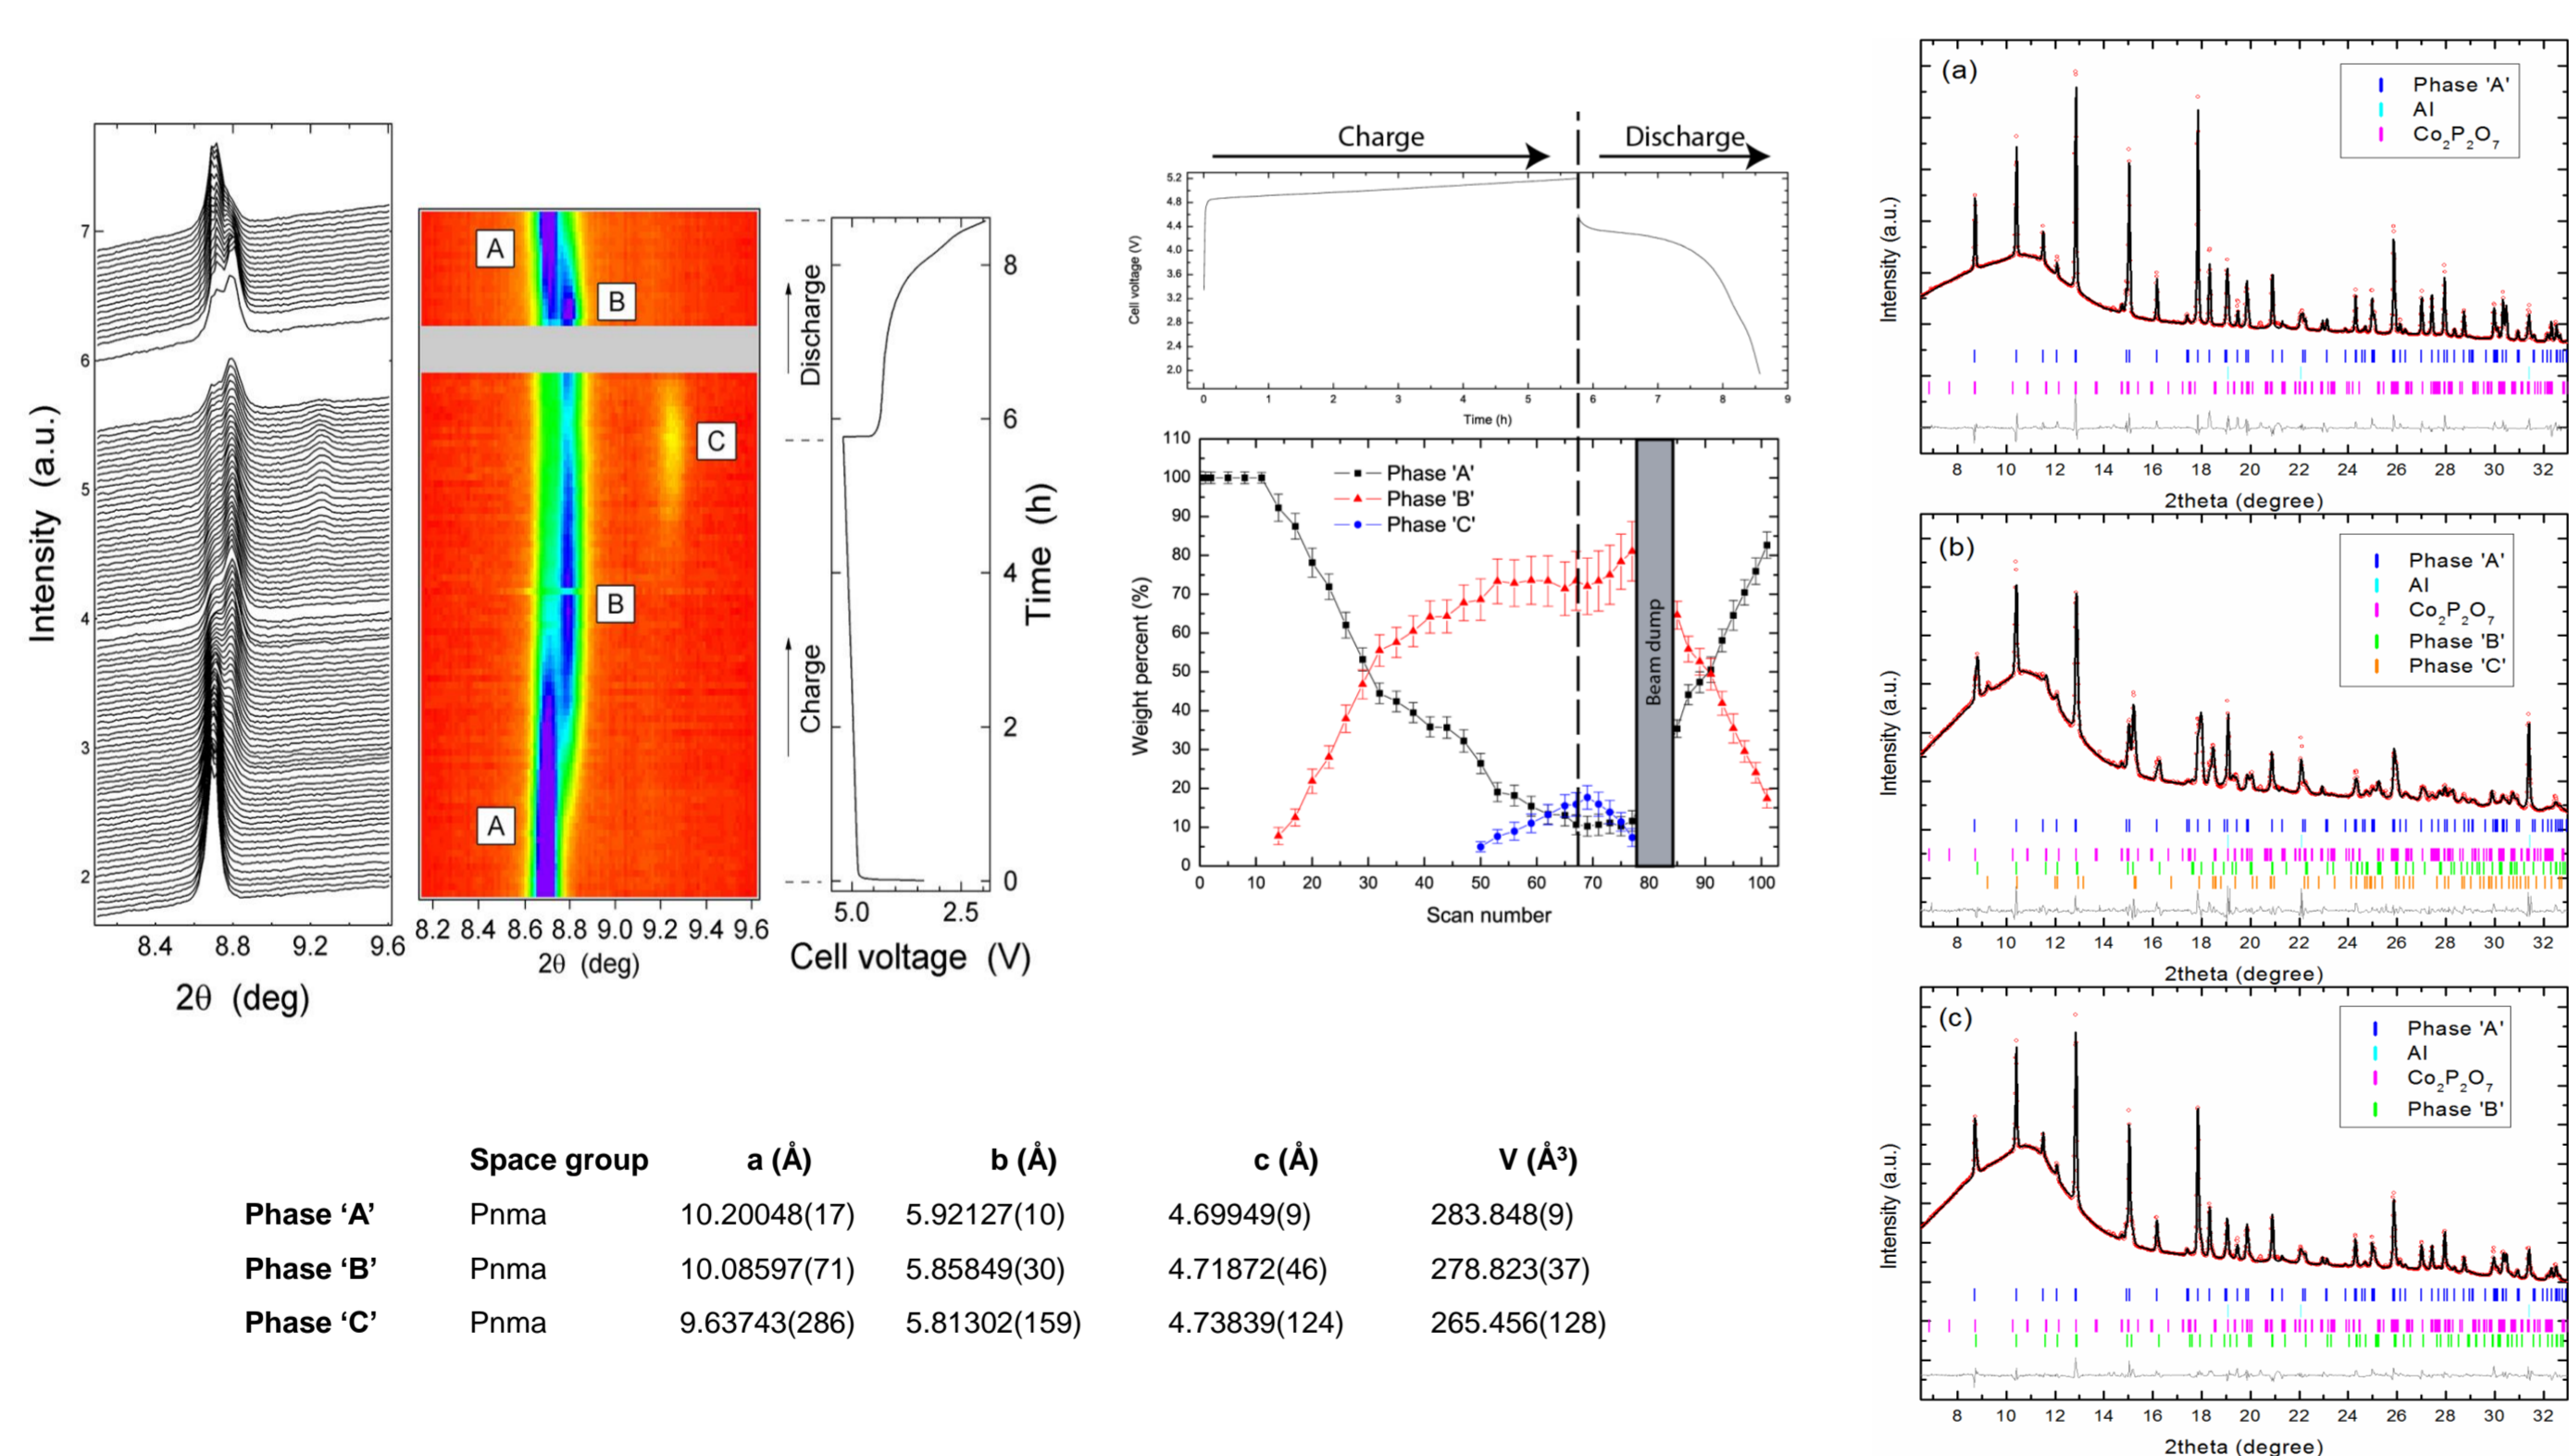 Intensity (a.u.)
7
6
5
4
3
2
8.4 8.8 9.2 9.6
2θ (deg)
A
B
C
B
A
8.2 8.4 8.6 8.8 9.0 9.2 9.4 9.6
2θ (deg)
Discharge
Charge
8
6
4
2
0
Time (h)
5.0 2.5
Cell voltage (V)
Charge
Discharge
Cell voltage (V)
5.2
4.8
4.4
4.0
3.6
3.2
2.8
2.4
2.0
0 1 2 3 4 5 6 7 8 9
Time (h)
Weight percent (%)
110
100
90
80
70
60
50
40
30
20
10
0
Phase 'A'
Phase 'B'
Phase 'C'
Beam dump
0 10 20 30 40 50 60 70 80 90 100
Scan number
(a)
Phase 'A'
Al
Co2P2O7
Intensity (a.u.)
8 10 12 14 16 18 20 22 24 26 28 30 32
2theta (degree)
(b)
Phase 'A'
Al
Co2P2O7
Phase 'B'
Phase 'C'
Intensity (a.u.)
8 10 12 14 16 18 20 22 24 26 28 30 32
2theta (degree)
(c)
Phase 'A'
Al
Co2P2O7
Phase 'B'
Intensity (a.u.)
8 10 12 14 16 18 20 22 24 26 28 30 32
2theta (degree)
Space group a (Å) b (Å) c (Å) V (Å³)
Phase ‘A’ Pnma 10.20048(17) 5.92127(10) 4.69949(9) 283.848(9)
Phase ‘B’ Pnma 10.08597(71) 5.85849(30) 4.71872(46) 278.823(37)
Phase ‘C’ Pnma 9.63743(286) 5.81302(159) 4.73839(124) 265.456(128)